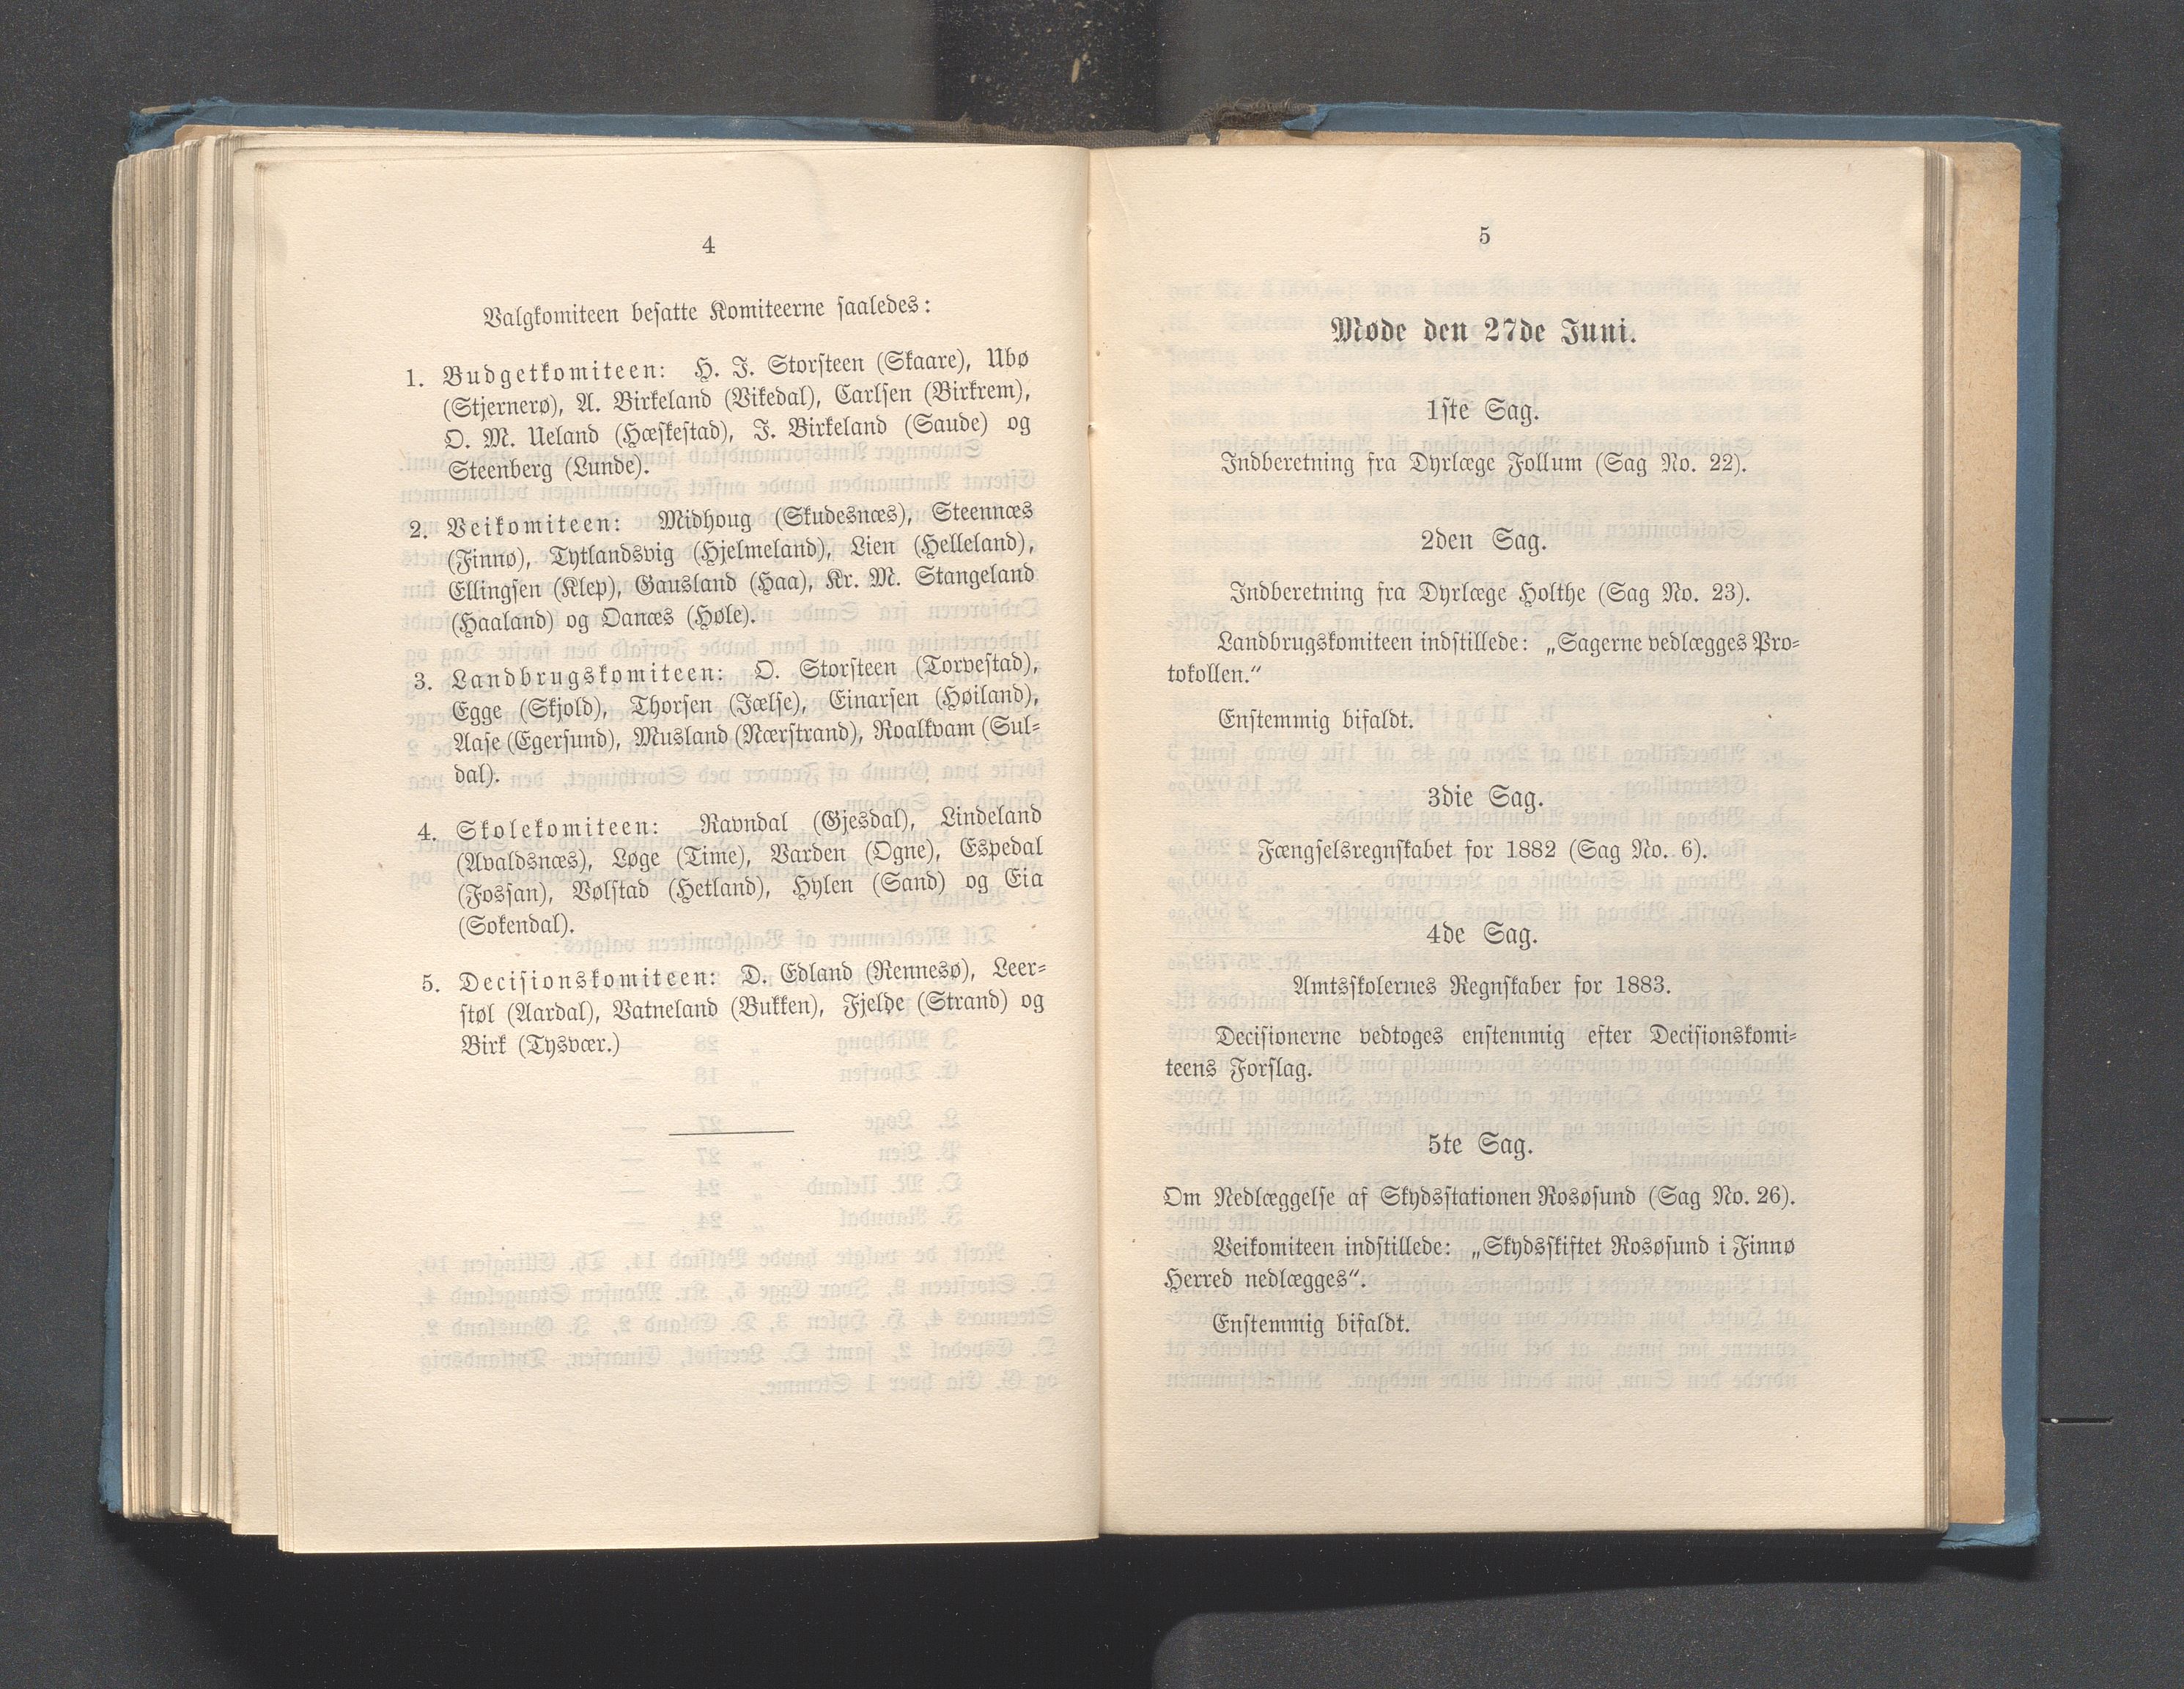 4
Valgkomiteen besatte Komiteerne saaledes:
1. Budgetkomiteen: H. J. Storsteen (Skaare), Ubø
(Stjernerø), A. Birkeland (Vikedal), Carlsen (Birkrem),
O. M. Ueland (Hæskestad), J. Birkeland (Saude) og
Steenberg (Lunde).
2. Veikomiteen: Midhoug (Skudesnæs), Steennæs
(Finnø), Tytlandsvig (Hjelmeland), Lien (Helleland),
Ellingsen (Klep), Gausland (Haa), Kr. M. Stangeland
(Haaland) og Oanæs (Høle).
3. Landbrugskomiteen: O. Storsteen (Torvestad),
Egge (Skjold), Thorsen (Jælse), Einarsen (Høiland),
Aase (Egersund), Musland (Nærstrand), Roalkvam (Sul-
dal).
4. Skolekomiteen: Ravndal (Gjesdal), Lindeland
(Avaldsnæs), Løge (Time), Varden (Ogne), Espedal
(Fossan), Vølstad (Hetland), Hylen (Sand) og Eia
(Sokendal).
5. Decisionskomiteen: D. Edland (Rennesø), Leer-
støl (Aardal), Vatneland (Bukken), Fjelde (Strand) og
Birk (Tysvær.)
5
Møde den 27de Juni.
1ste Sag.
Indberetning fra Dyrlæge Follum (Sag No. 22).
2den Sag.
Indberetning fra Dyrlæge Holthe (Sag No. 23).
Landbrugskomiteen indstillede: „Sagerne vedlægges Pro-
tokollen.“
Enstemmig bifaldt.
3die Sag.
Fængselsregnskabet for 1882 (Sag No. 6).
4de Sag.
Amtsskolernes Regnskaber for 1883.
Decisionerne vedtoges enstemmig efter Decisionskomi-
teens Forslag.
5te Sag.
Om Nedlæggelse af Skydsstationen Rosøsund (Sag No. 26).
Veikomiteen indstillede: „Skydsskiftet Rosøsund i Finnø
Herred nedlægges“.
Enstemmig bifaldt.